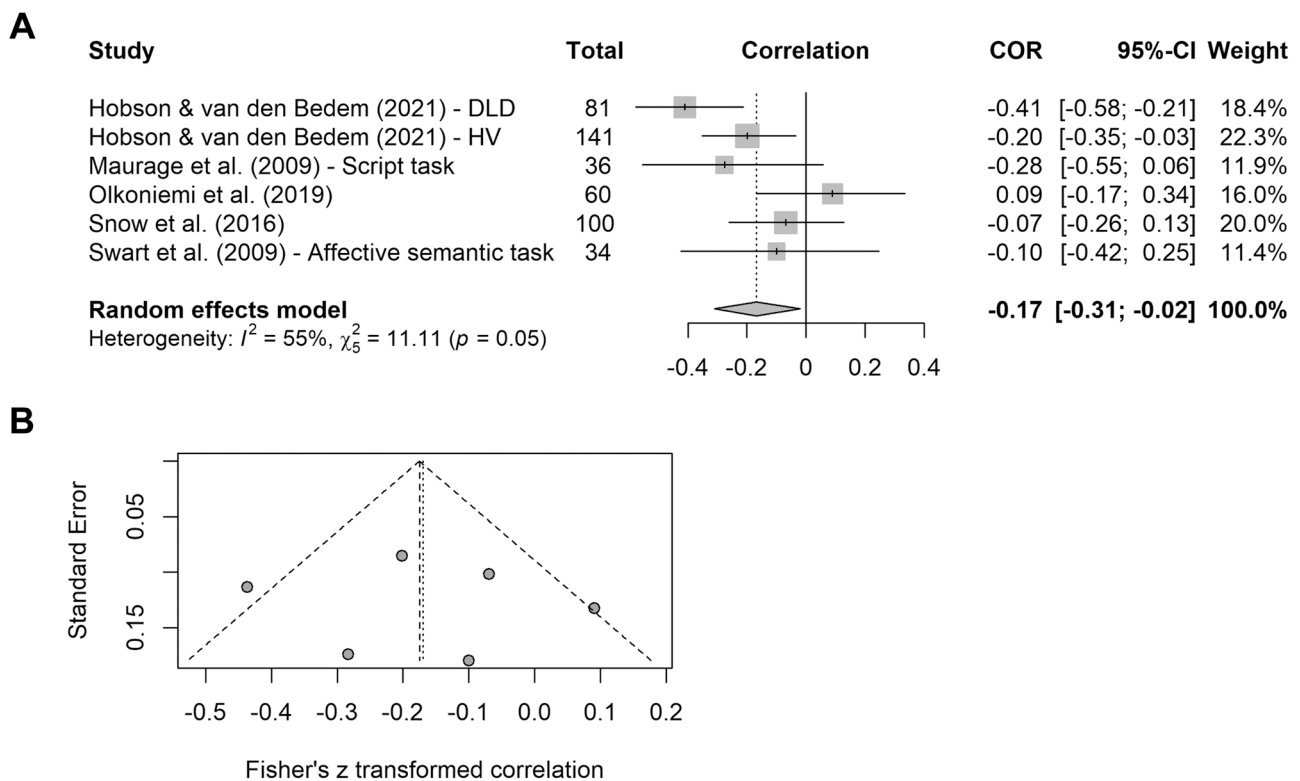 A
Study Total Correlation COR 95%-CI Weight
Hobson & van den Bedem (2021) - DLD 81 -0.41 [-0.58; -0.21] 18.4%
Hobson & van den Bedem (2021) - HV 141 -0.20 [-0.35; -0.03] 22.3%
Maurage et al. (2009) - Script task 36 -0.28 [-0.55; 0.06] 11.9%
Olkoniemi et al. (2019) 60 0.09 [-0.17; 0.34] 16.0%
Snow et al. (2016) 100 -0.07 [-0.26; 0.13] 20.0%
Swart et al. (2009) - Affective semantic task 34 -0.10 [-0.42; 0.25] 11.4%
Random effects model -0.17 [-0.31; -0.02] 100.0%
Heterogeneity: I² = 55%, χ²₅ = 11.11 (p = 0.05)
-0.4 -0.2 0 0.2 0.4
B
Standard Error
0.05
0.15
-0.5 -0.4 -0.3 -0.2 -0.1 0.0 0.1 0.2
Fisher's z transformed correlation